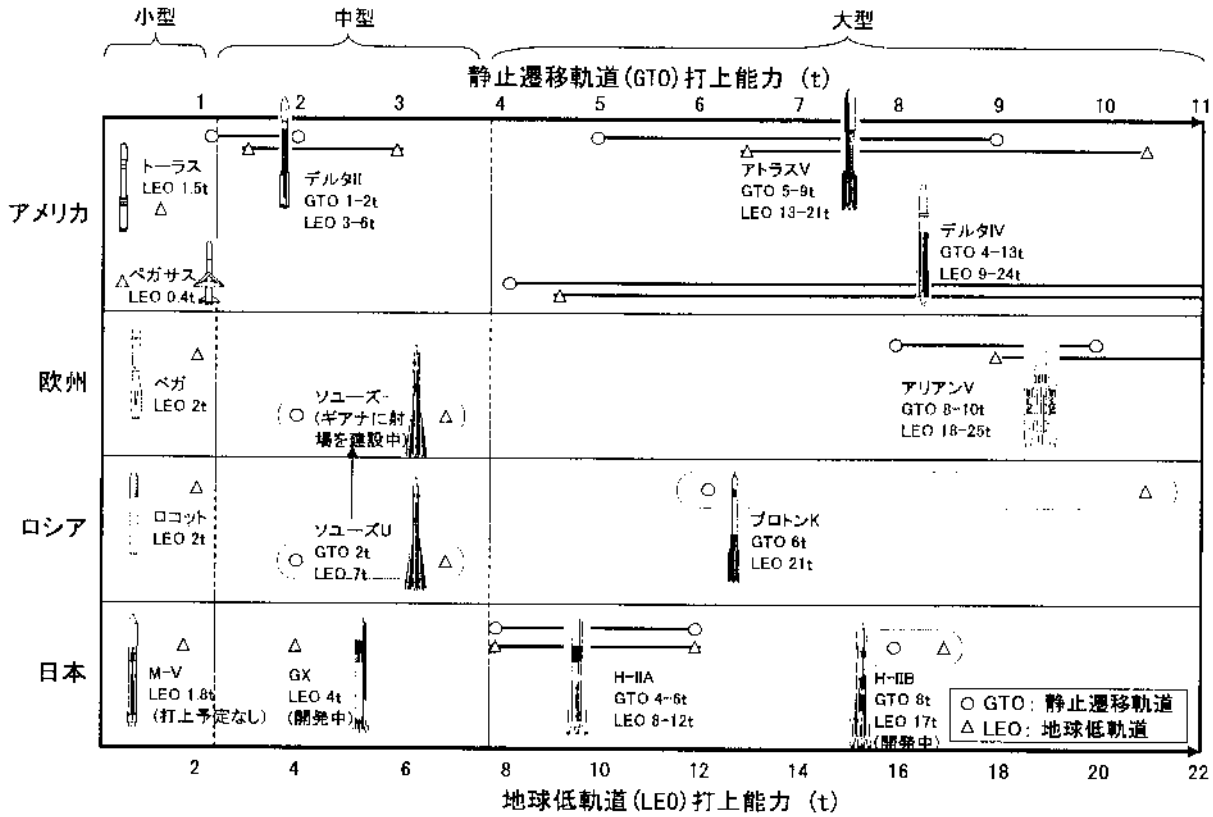 小型 中型 大型
静止遷移軌道(GTO)打上能力 (t)
1 2 3 4 5 6 7 8 9 10 11
アメリカ
トーラス
LEO 1.5t
ペガサス
LEO 0.4t
デルタII
GTO 1-2t
LEO 3-6t
アトラスV
GTO 5-9t
LEO 13-21t
デルタIV
GTO 4-13t
LEO 9-24t
欧州
ベガ
LEO 2t
ソユーズ
(ギアナに射
場を建設中)
アリアンV
GTO 8-10t
LEO 18-25t
ロシア
ロコット
LEO 2t
ソユーズU
GTO 2t
LEO 7t
プロトンK
GTO 6t
LEO 21t
日本
M-V
LEO 1.8t
(打上予定なし)
GX
LEO 4t
(開発中)
H-IIA
GTO 4-6t
LEO 8-12t
H-IIB
GTO 8t
LEO 17t
(開発中)
○ GTO: 静止遷移軌道
△ LEO: 地球低軌道
2 4 6 8 10 12 14 16 18 20 22
地球低軌道(LEO)打上能力 (t)